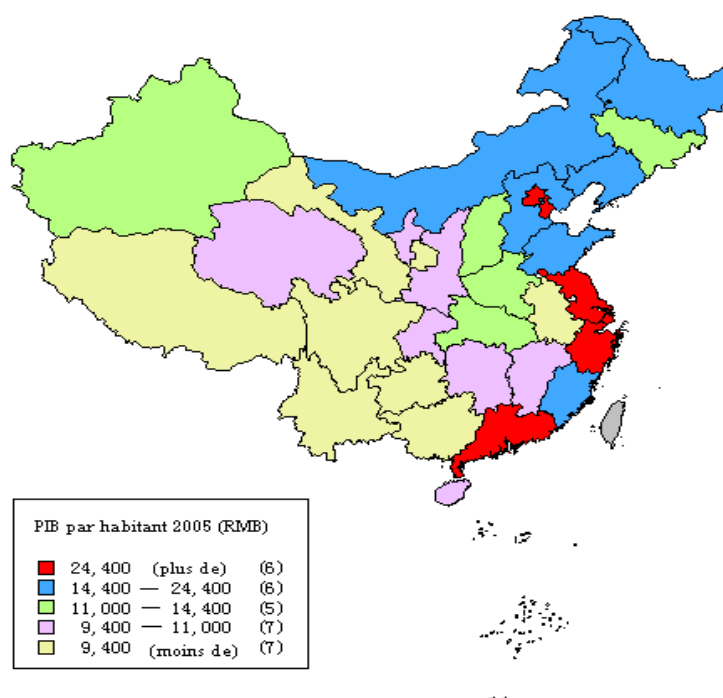 PIB par habitant 2005 (RMB)
24,400 (plus de) (6)
14,400 — 24,400 (6)
11,000 — 14,400 (5)
9,400 — 11,000 (7)
9,400 (moins de) (7)